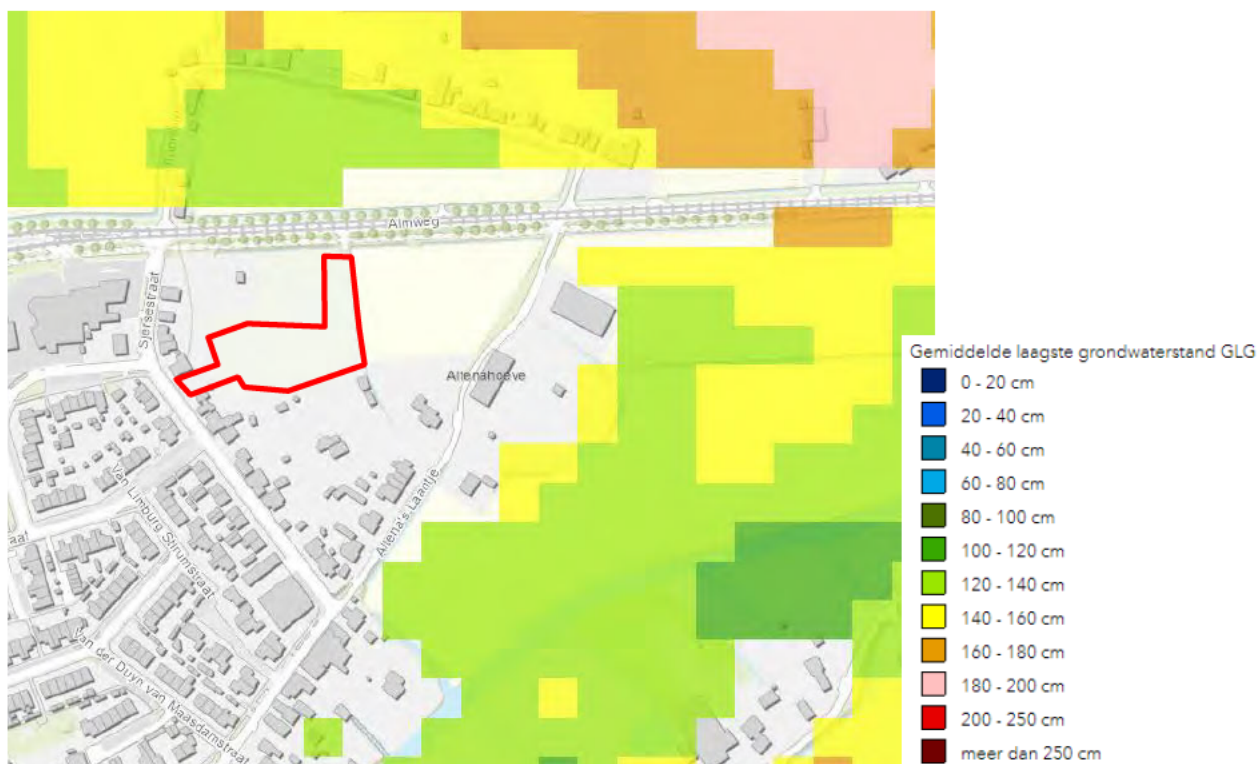 Almweg
Sjersestraat
Altenahoeve
Altena's Laantje
Van Limburg Stirumstraat
aat
Van der Duyn van Maasdamstraat
Gemiddelde laagste grondwaterstand GLG
0 - 20 cm
20 - 40 cm
40 - 60 cm
60 - 80 cm
80 - 100 cm
100 - 120 cm
120 - 140 cm
140 - 160 cm
160 - 180 cm
180 - 200 cm
200 - 250 cm
meer dan 250 cm